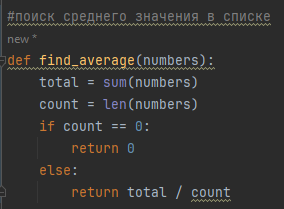 #поиск среднего значения в списке
new *
def find_average(numbers):
    total = sum(numbers)
    count = len(numbers)
    if count == 0:
        return 0
    else:
        return total / count